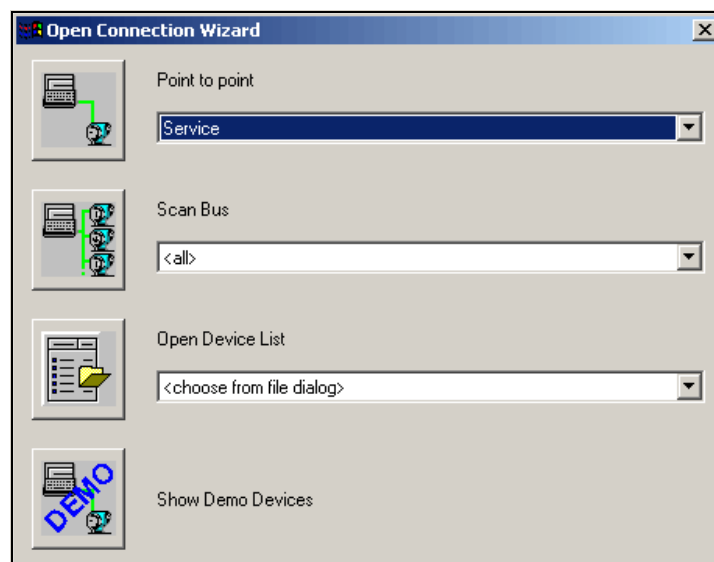 Open Connection Wizard
Point to point
Service
Scan Bus
<all>
Open Device List
<choose from file dialog>
DEMO
Show Demo Devices